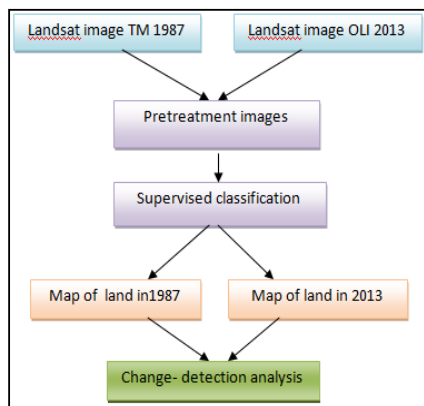 Landsat image TM 1987
Landsat image OLI 2013
Pretreatment images
Supervised classification
Map of land in1987
Map of land in 2013
Change- detection analysis